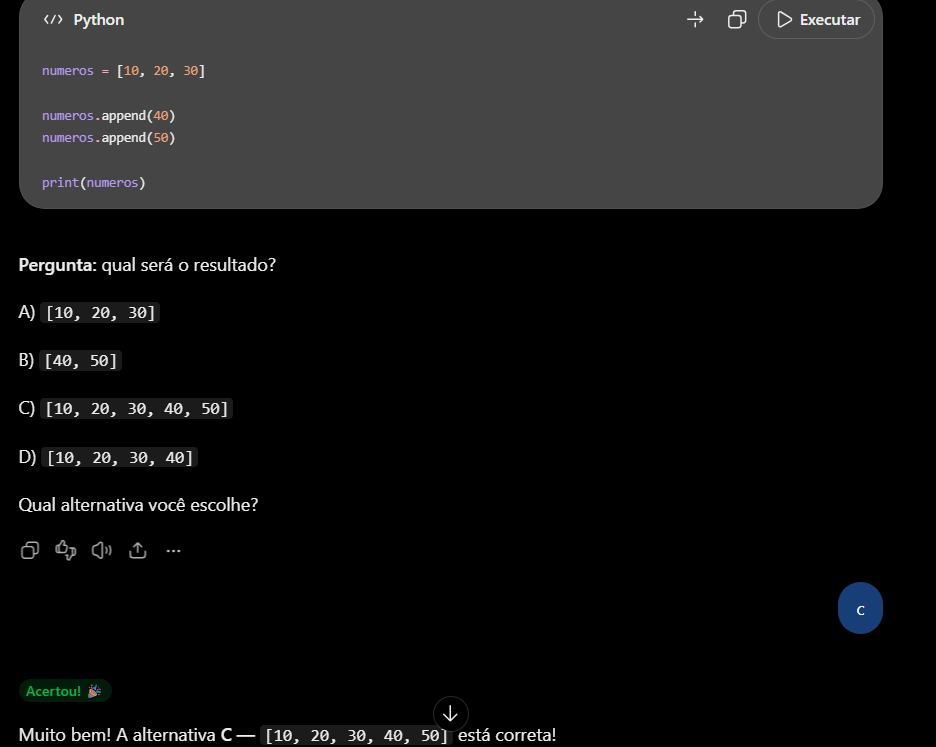 </> Python
Executar
numeros = [10, 20, 30]
numeros.append(40)
numeros.append(50)
print(numeros)
Pergunta: qual será o resultado?
A) [10, 20, 30]
B) [40, 50]
C) [10, 20, 30, 40, 50]
D) [10, 20, 30, 40]
Qual alternativa você escolhe?
c
Acertou! 🎉
Muito bem! A alternativa C — [10, 20, 30, 40, 50] está correta!